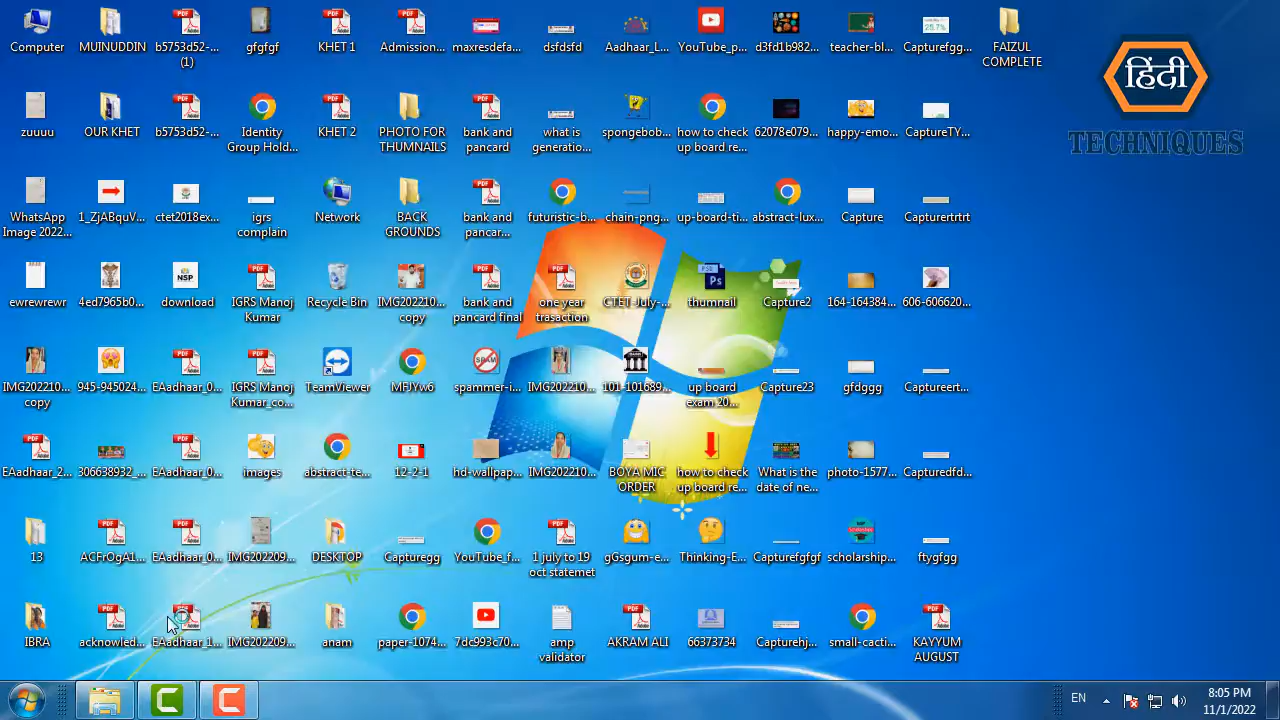 Computer
MUINUDDIN
b5753d52-...
(1)
gfgfgf
KHET 1
Admission...
maxresdefa...
dsfdsfd
Aadhaar_L...
YouTube_p...
d3fd1b982...
teacher-bl...
Capturefgg...
FAIZUL
COMPLETE
हिंदी
TECHNIQUES
zuuuu
OUR KHET
b5753d52-...
Identity
Group Hold...
KHET 2
PHOTO FOR
THUMNAILS
bank and
pancard
what is
generatio...
spongebob...
how to check
up board re...
62078e079...
happy-emo...
CaptureTY...
WhatsApp
Image 2022...
1_ZjABquV...
ctet2018ex...
igrs
complain
Network
BACK
GROUNDS
bank and
pancar...
futuristic-b...
chain-png...
up-board-ti...
abstract-lux...
Capture
Capturertrtrt
ewrewrewr
4ed7965b0...
NSP
download
IGRS Manoj
Kumar
Recycle Bin
IMG202210...
copy
bank and
pancard final
one year
trasaction
CTET-July-...
thumnail
Capture2
164-164384...
606-606620...
IMG202210...
copy
945-945024...
EAadhaar_0...
IGRS Manoj
Kumar_co...
TeamViewer
MFJYw6
spammer-i...
IMG202210...
101-101689...
up board
exam 20...
Capture23
gfdggg
Captureert...
EAadhaar_2...
306638932_...
EAadhaar_0...
images
abstract-te...
12-2-1
hd-wallpap...
IMG202210...
BOYA MIC
ORDER
how to check
up board re...
What is the
date of ne...
photo-1577...
Capturedfd...
13
ACFrOgA1...
EAadhaar_0...
IMG202209...
DESKTOP
Capturegg
YouTube_f...
1 july to 19
oct statemet
gGsgum-e...
Thinking-E...
Capturefgfgf
scholarship...
ftygfgg
IBRA
acknowled...
EAadhaar_1...
IMG202209...
anam
paper-1074...
7dc993c70...
amp
validator
AKRAM ALI
66373734
Capturehj...
small-cacti...
KAYYUM
AUGUST
EN
8:05 PM
11/1/2022